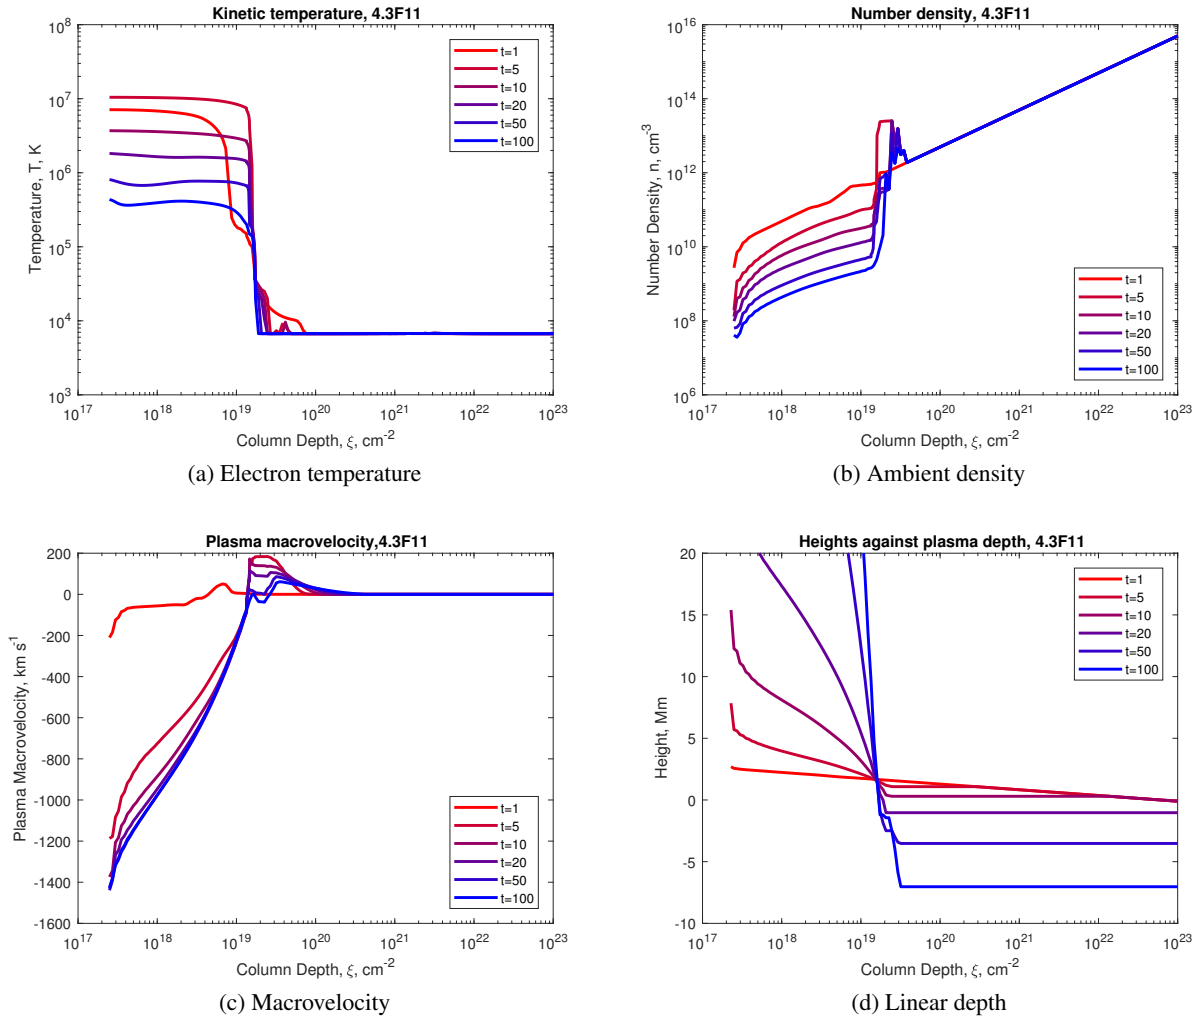 Kinetic temperature, 4.3F11
10^8
10^7
10^6
10^5
10^4
10^3
Temperature, T, K
t=1
t=5
t=10
t=20
t=50
t=100
10^17 10^18 10^19 10^20 10^21 10^22 10^23
Column Depth, ξ, cm^-2
(a) Electron temperature
Number density, 4.3F11
10^16
10^14
10^12
10^10
10^8
10^6
Number Density, n, cm^-3
t=1
t=5
t=10
t=20
t=50
t=100
10^17 10^18 10^19 10^20 10^21 10^22 10^23
Column Depth, ξ, cm^-2
(b) Ambient density
Plasma macrovelocity,4.3F11
200
0
-200
-400
-600
-800
-1000
-1200
-1400
-1600
Plasma Macrovelocity, km s^1
t=1
t=5
t=10
t=20
t=50
t=100
10^17 10^18 10^19 10^20 10^21 10^22 10^23
Column Depth, ξ, cm^-2
(c) Macrovelocity
Heights against plasma depth, 4.3F11
20
15
10
5
0
-5
-10
Height, Mm
t=1
t=5
t=10
t=20
t=50
t=100
10^17 10^18 10^19 10^20 10^21 10^22 10^23
Column Depth, ξ, cm^-2
(d) Linear depth